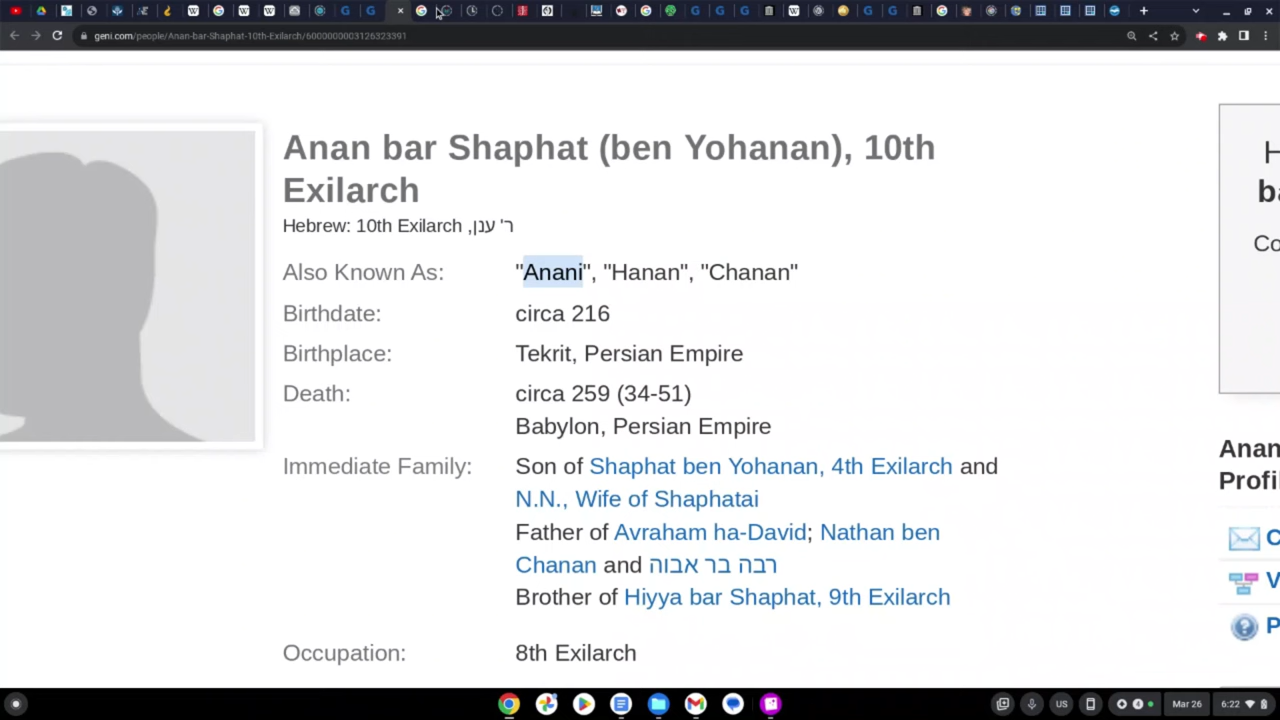 geni.com/people/Anan-bar-Shaphat-10th-Exilarch/6000000003126323391
Anan bar Shaphat (ben Yohanan), 10th
Exilarch
Hebrew: 10th Exilarch ,ר' ענן
Also Known As: "Anani", "Hanan", "Chanan"
Birthdate: circa 216
Birthplace: Tekrit, Persian Empire
Death: circa 259 (34-51)
Babylon, Persian Empire
Immediate Family: Son of Shaphat ben Yohanan, 4th Exilarch and
N.N., Wife of Shaphatai
Father of Avraham ha-David; Nathan ben
Chanan and רבה בר אבוה
Brother of Hiyya bar Shaphat, 9th Exilarch
Occupation: 8th Exilarch
Anan
Profi
US
Mar 26
6:22